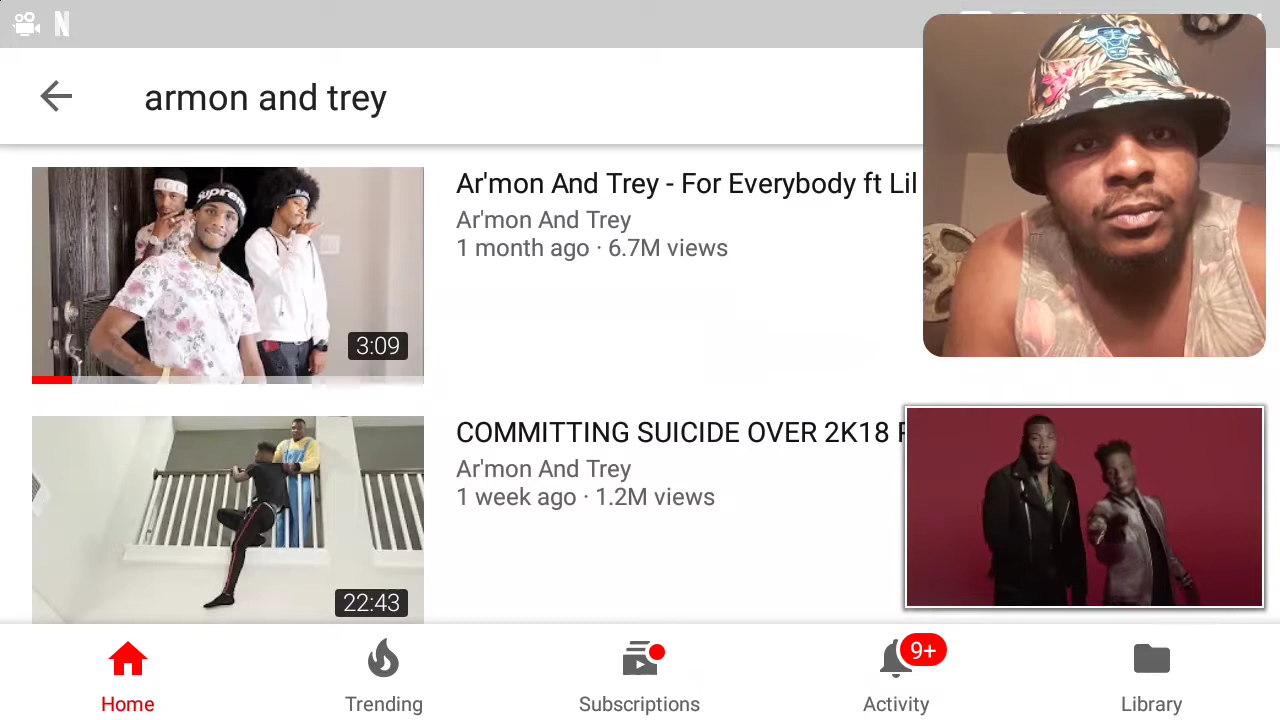 armon and trey
Ar'mon And Trey - For Everybody ft Lil
Ar'mon And Trey
1 month ago · 6.7M views
Supreme
3:09
COMMITTING SUICIDE OVER 2K18
Ar'mon And Trey
1 week ago · 1.2M views
22:43
9+
Home
Trending
Subscriptions
Activity
Library